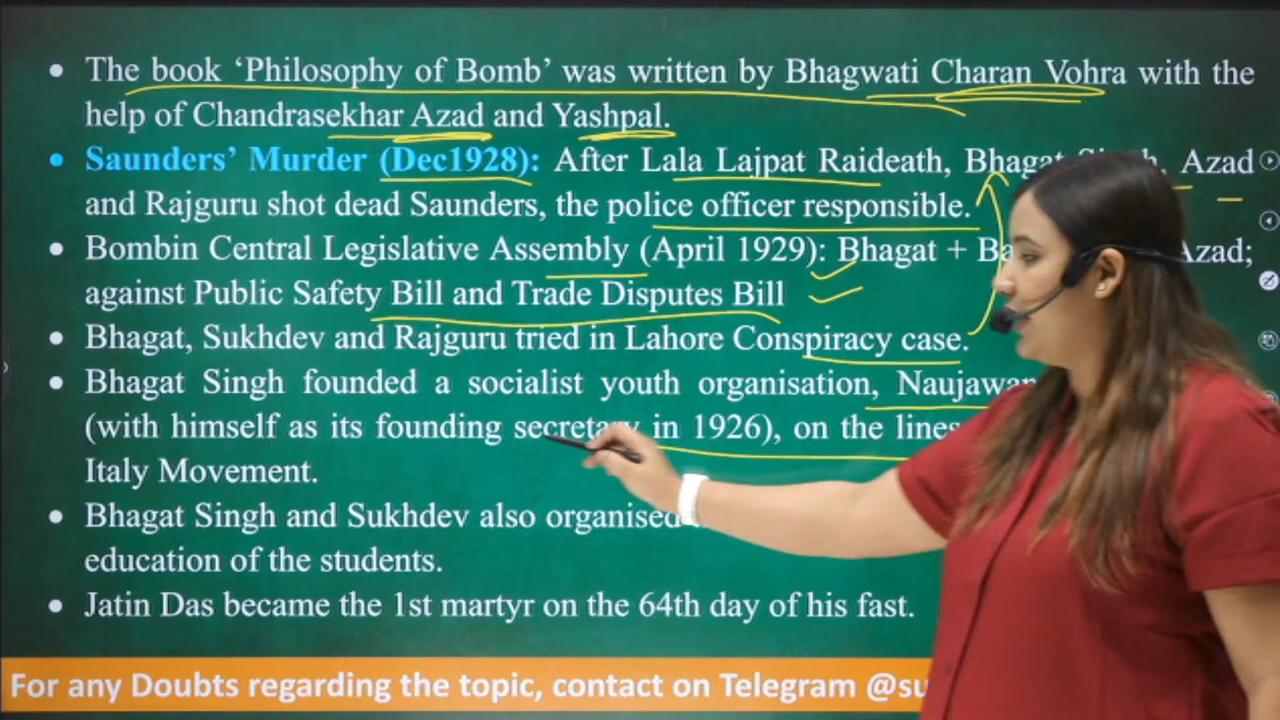 • The book ‘Philosophy of Bomb’ was written by Bhagwati Charan Vohra with the
help of Chandrasekhar Azad and Yashpal.
• Saunders’ Murder (Dec1928): After Lala Lajpat Raideath, Bhagat Azad
and Rajguru shot dead Saunders, the police officer responsible.
• Bombin Central Legislative Assembly (April 1929): Bhagat + Azad;
against Public Safety Bill and Trade Disputes Bill
• Bhagat, Sukhdev and Rajguru tried in Lahore Conspiracy case.
• Bhagat Singh founded a socialist youth organisation, Naujawan
(with himself as its founding secretary in 1926), on the lines
Italy Movement.
• Bhagat Singh and Sukhdev also organised
education of the students.
• Jatin Das became the 1st martyr on the 64th day of his fast.
For any Doubts regarding the topic, contact on Telegram